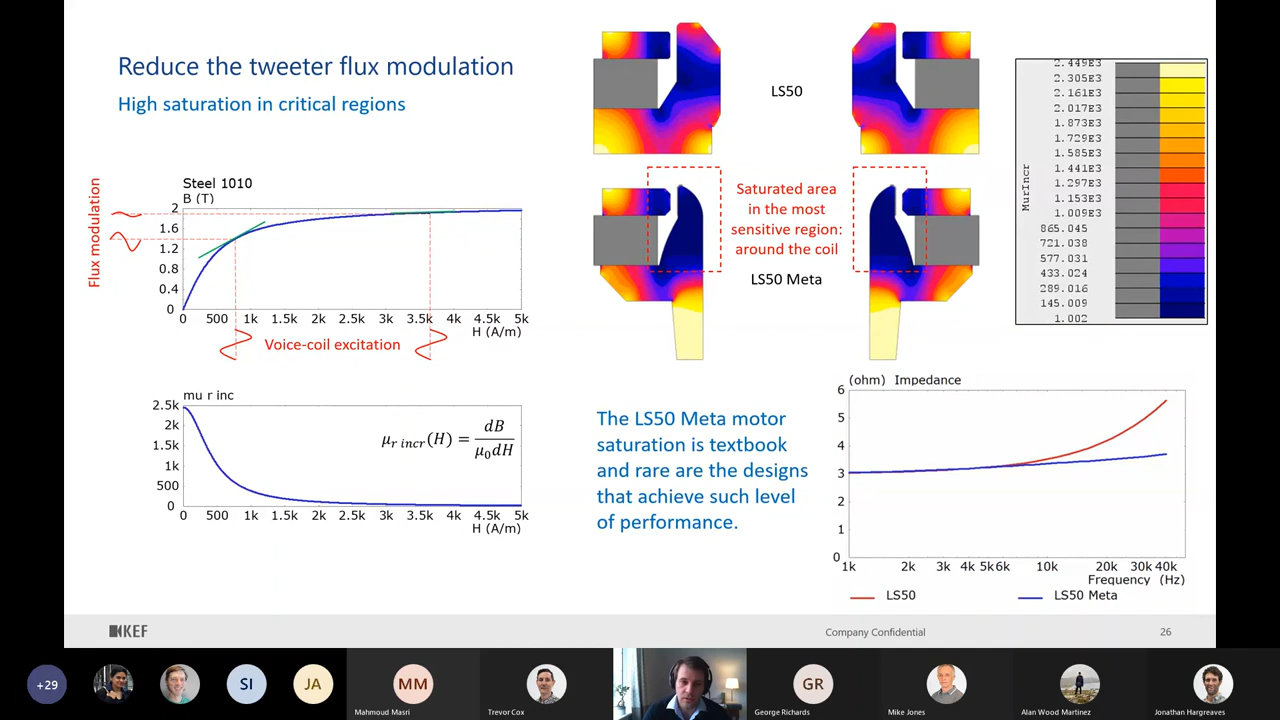 Reduce the tweeter flux modulation
High saturation in critical regions
Steel 1010
B (T)
2
1.6
1.2
0.8
0.4
0
0 500 1k 1.5k 2k 2.5k 3k 3.5k 4k 4.5k 5k
H (A/m)
Flux modulation
Voice-coil excitation
mu r inc
2.5k
2k
1.5k
1k
500
0
0 500 1k 1.5k 2k 2.5k 3k 3.5k 4k 4.5k 5k
H (A/m)
μr incr(H) = dB / μ0dH
LS50
Saturated area
in the most
sensitive region:
around the coil
LS50 Meta
MurIncr
2.449E3
2.305E3
2.161E3
2.017E3
1.873E3
1.729E3
1.585E3
1.441E3
1.297E3
1.153E3
1.009E3
865.045
721.038
577.031
433.024
289.016
145.009
1.002
The LS50 Meta motor
saturation is textbook
and rare are the designs
that achieve such level
of performance.
(ohm) Impedance
6
5
4
3
2
1
0
1k 2k 3k 4k 5k 6k 10k 20k 30k 40k
Frequency (Hz)
LS50 LS50 Meta
KEF
Company Confidential
26
+29
SI
JA
MM
Mahmoud Masri
Trevor Cox
GR
George Richards
Mike Jones
Alan Wood Martinez
Jonathan Hargreaves